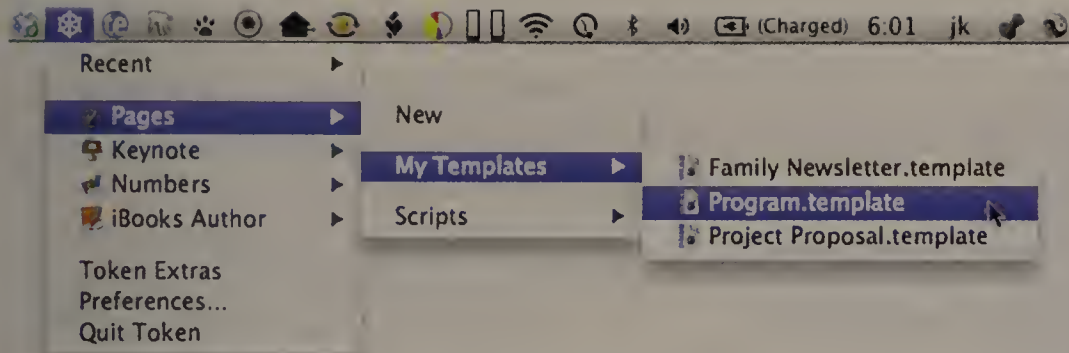 (Charged) 6:01 jk
Recent
Pages
Keynote
Numbers
iBooks Author
Token Extras
Preferences...
Quit Token
New
My Templates
Scripts
Family Newsletter.template
Program.template
Project Proposal.template